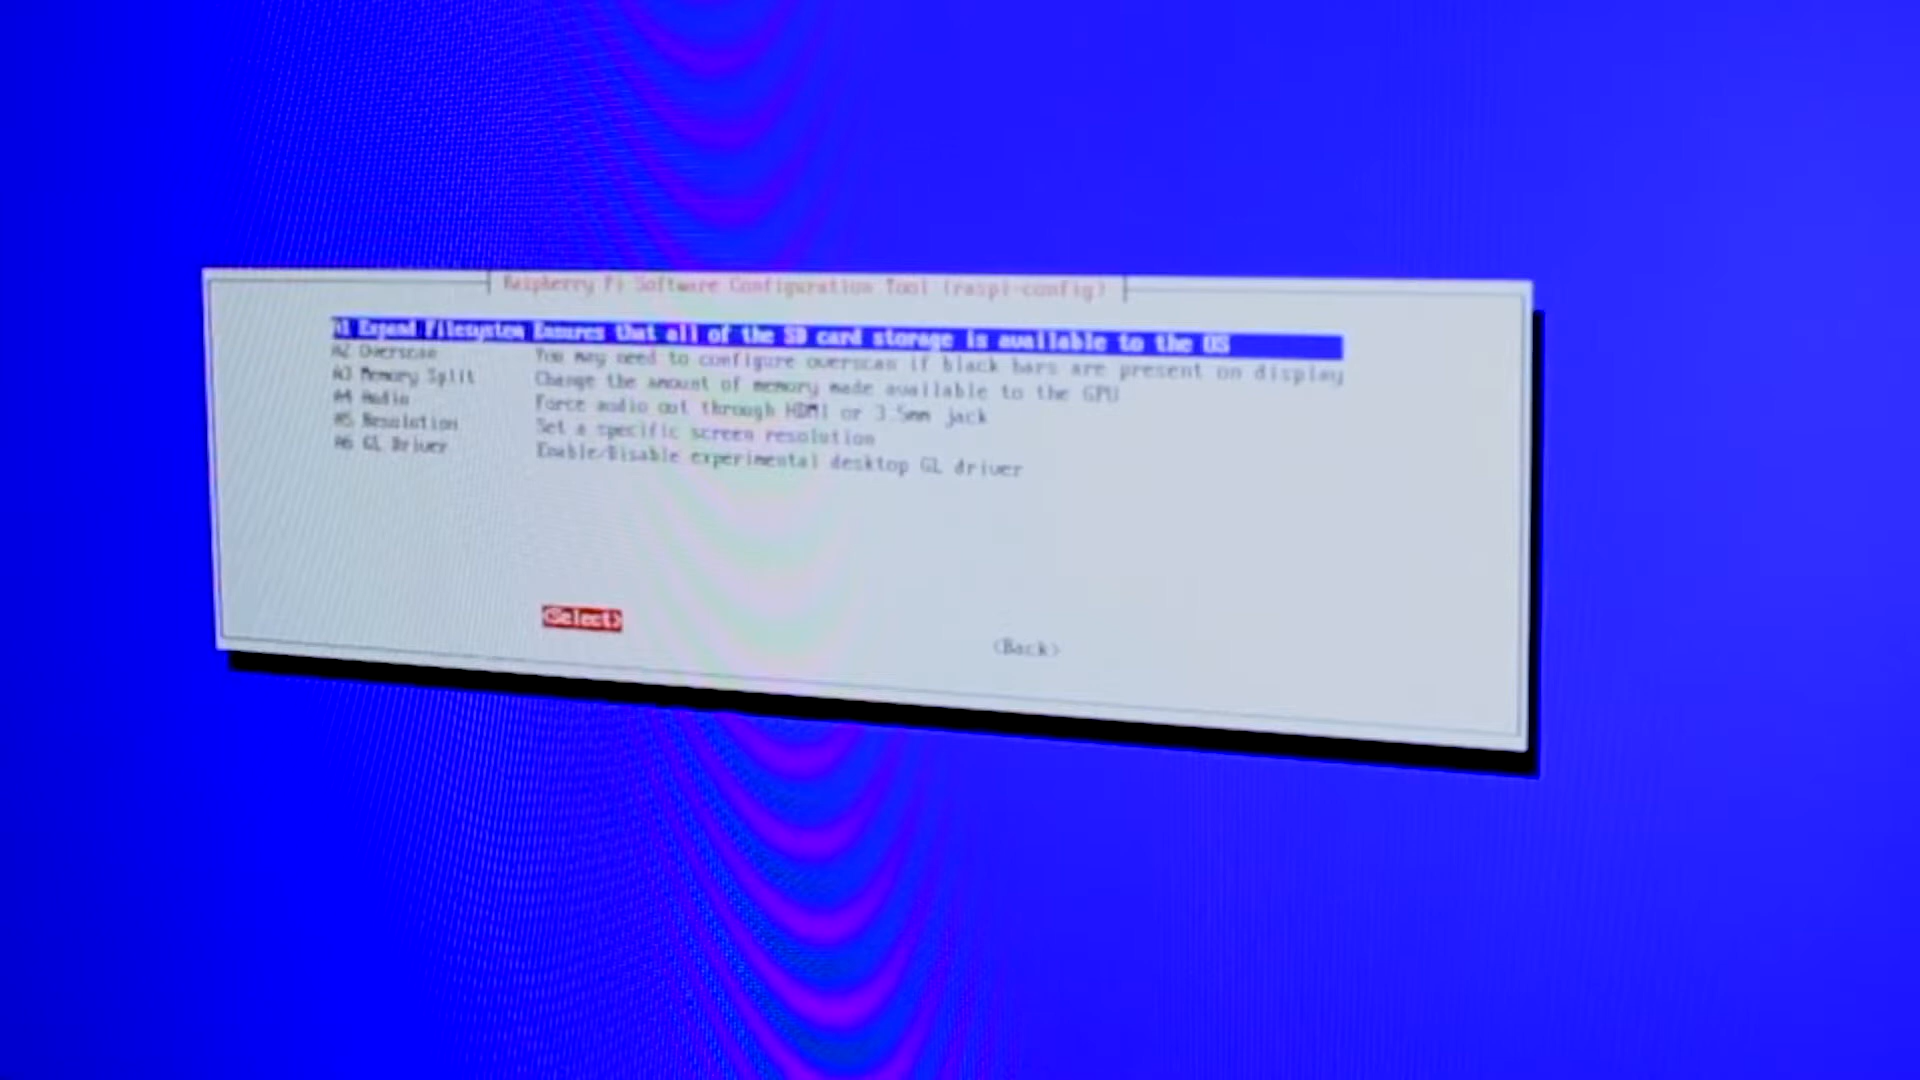 Raspberry Pi Software Configuration Tool (raspi-config)
A1 Expand Filesystem Ensures that all of the SD card storage is available to the OS
A2 Overscan You may need to configure overscan if black bars are present on display
A3 Memory Split Change the amount of memory made available to the GPU
A4 Audio Force audio out through HDMI or 3.5mm jack
A5 Resolution Set a specific screen resolution
A6 GL Driver Enable/Disable experimental desktop GL driver
<Select> <Back>